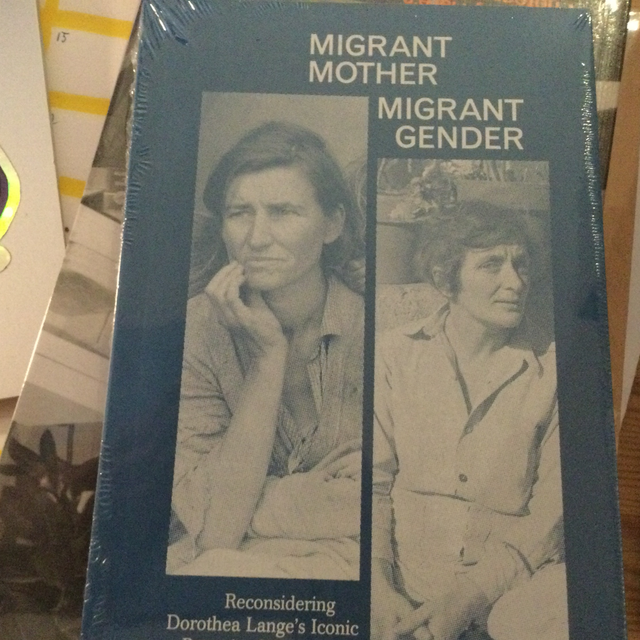 15
MIGRANT
MOTHER
MIGRANT
GENDER
Reconsidering
Dorothea Lange's Iconic